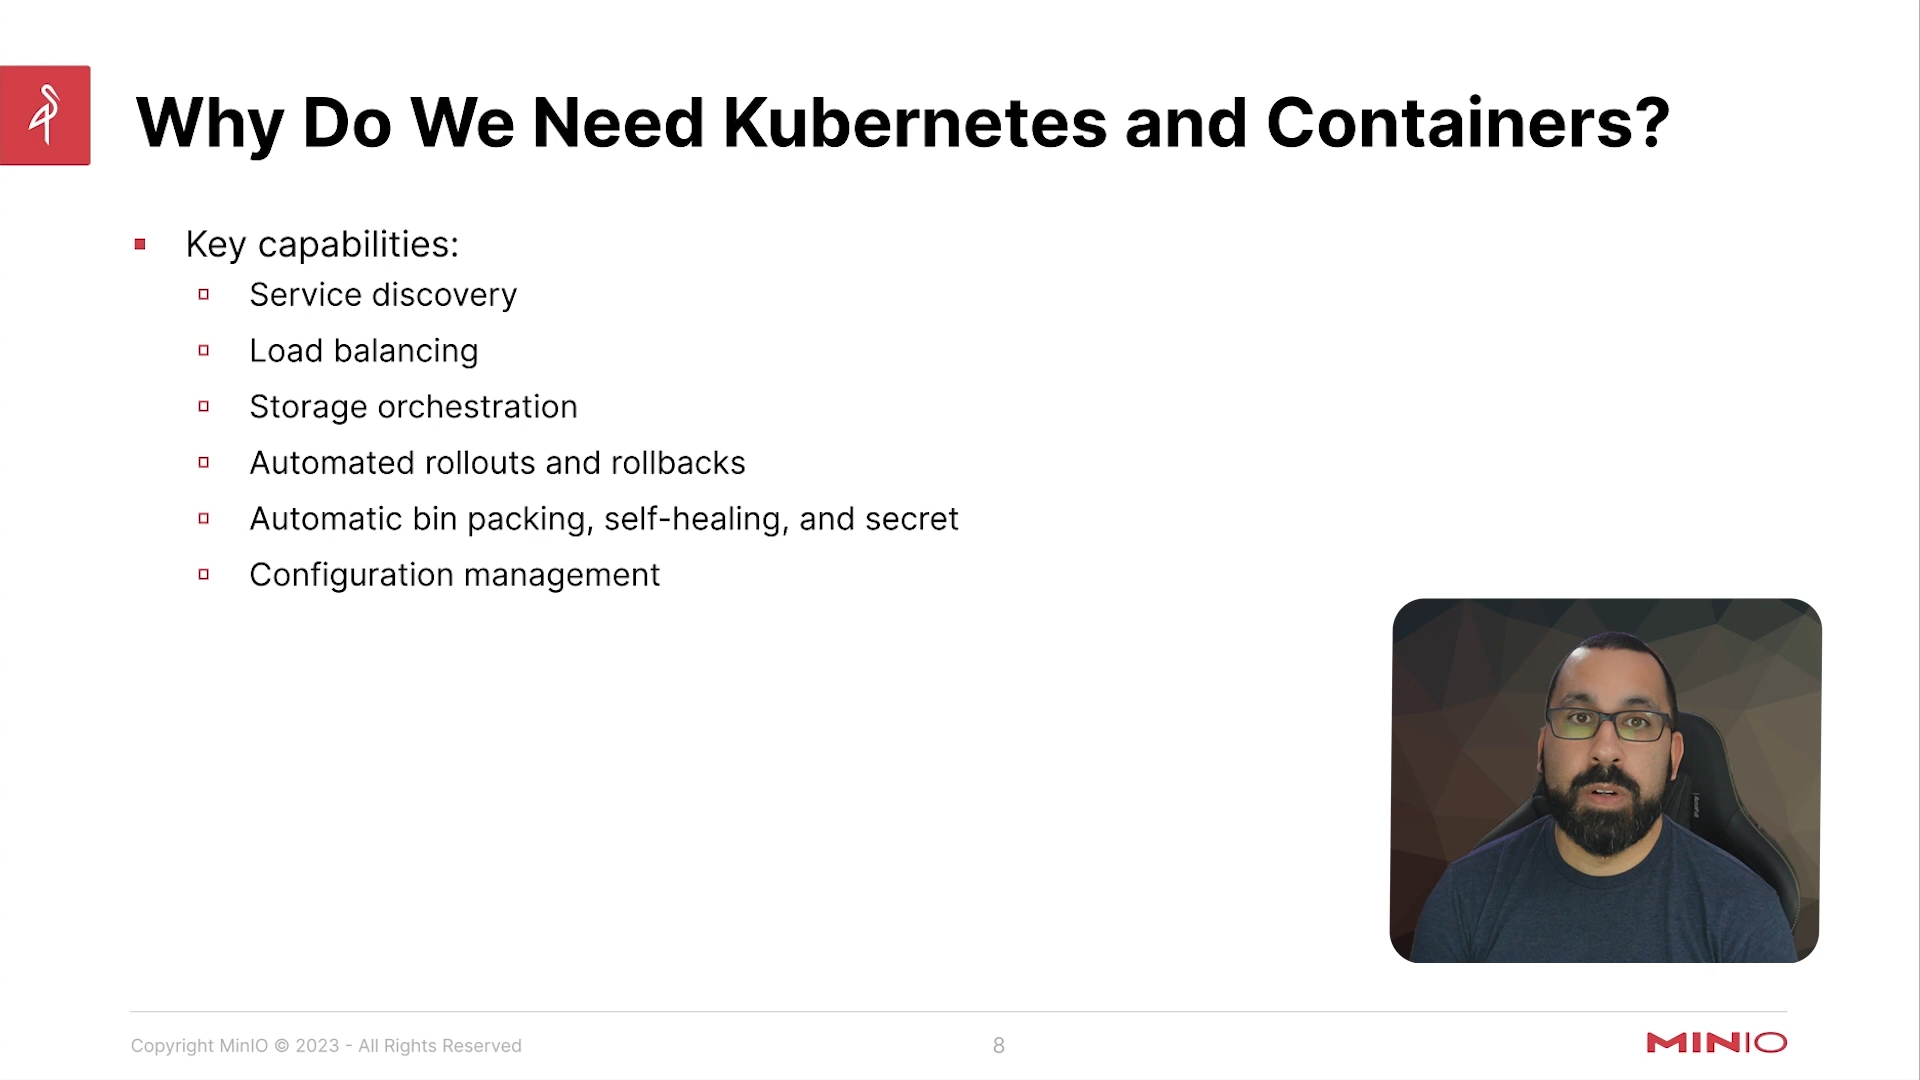 Why Do We Need Kubernetes and Containers?
Key capabilities:
Service discovery
Load balancing
Storage orchestration
Automated rollouts and rollbacks
Automatic bin packing, self-healing, and secret
Configuration management
Copyright MinIO © 2023 - All Rights Reserved
8
MINIO